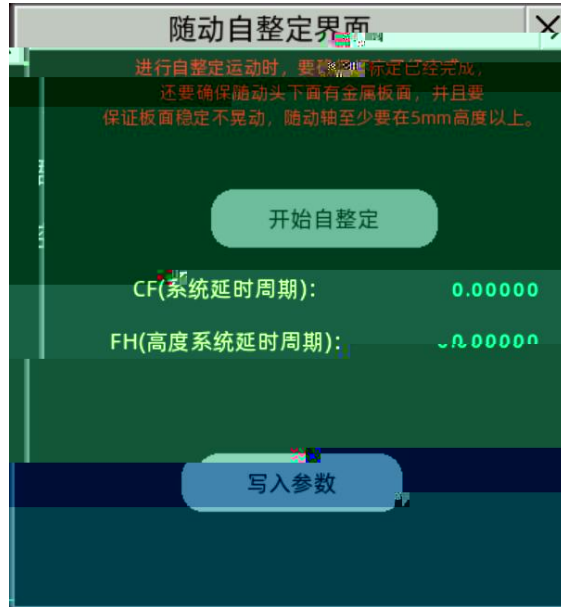 随动自整定界面
进行自整定运动时，要标定已经完成，
还要确保随动头下面有金属板面，并且要
保证板面稳定不晃动，随动轴至少要在5mm高度以上。
开始自整定
CF(系统延时周期):
0.00000
FH(高度系统延时周期):
0.00000
写入参数